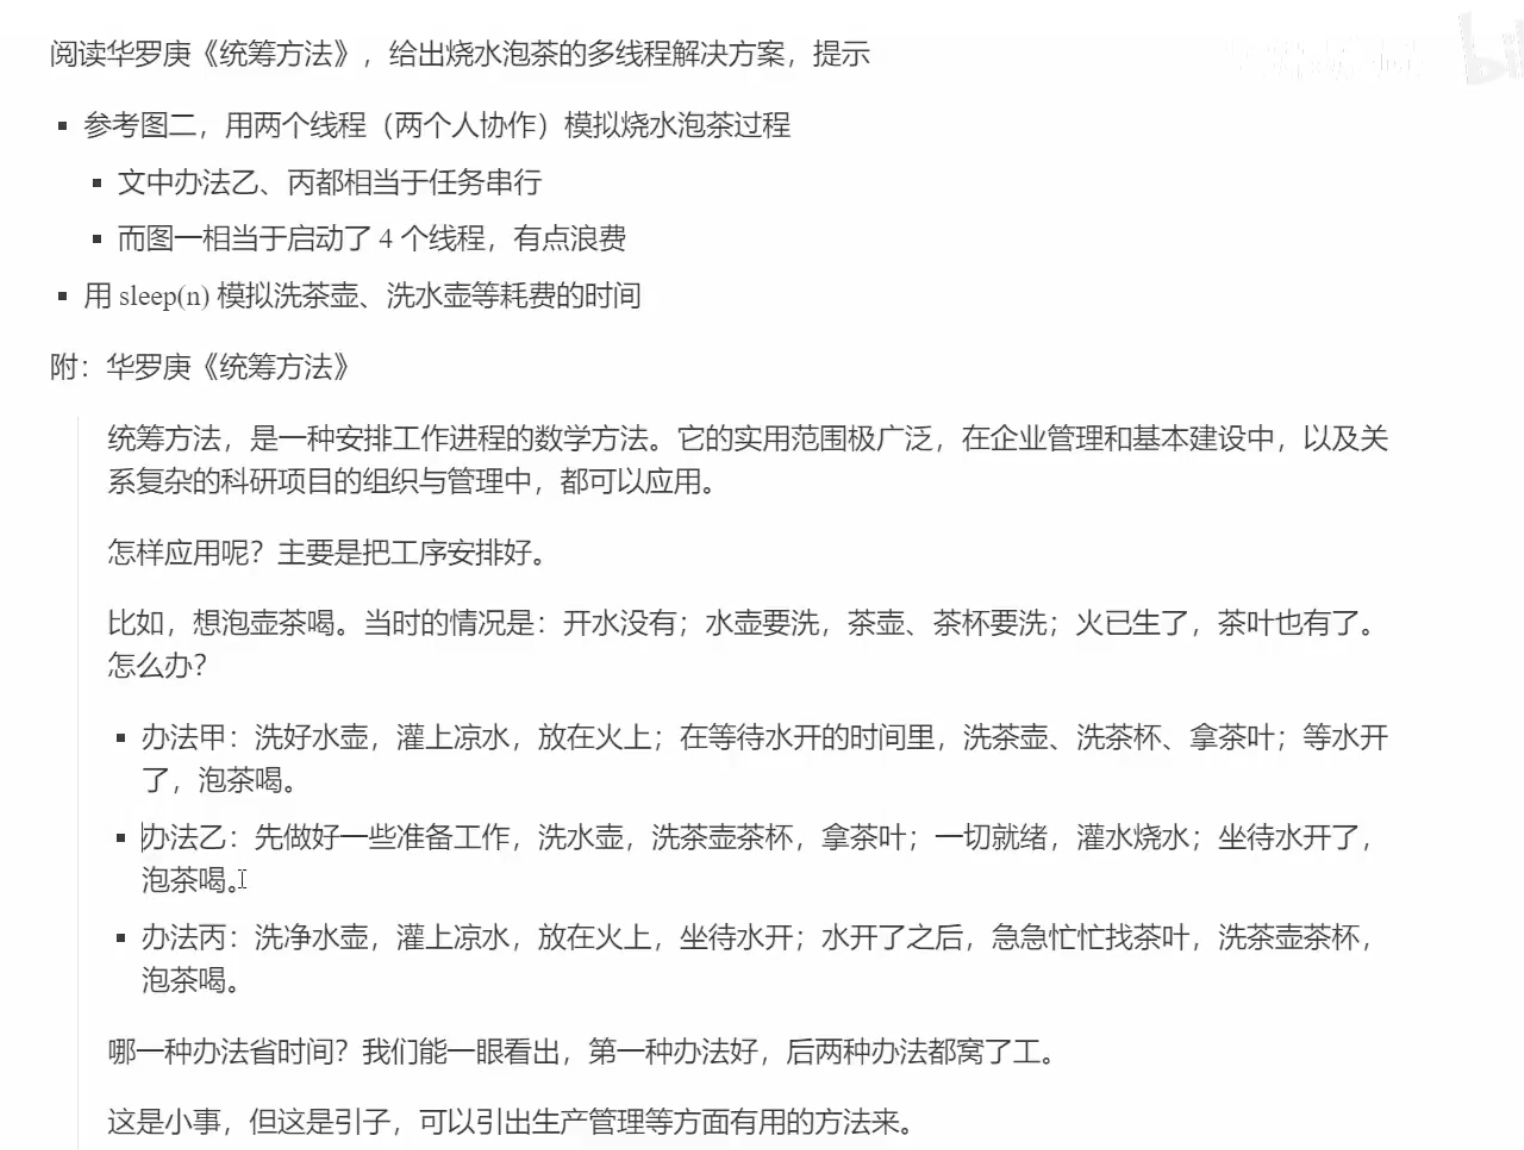 阅读华罗庚《统筹方法》，给出烧水泡茶的多线程解决方案，提示
▪ 参考图二，用两个线程（两个人协作）模拟烧水泡茶过程
▪ 文中办法乙、丙都相当于任务串行
▪ 而图一相当于启动了 4 个线程，有点浪费
▪ 用 sleep(n) 模拟洗茶壶、洗水壶等耗费的时间
附：华罗庚《统筹方法》
统筹方法，是一种安排工作进程的数学方法。它的实用范围极广泛，在企业管理和基本建设中，以及关
系复杂的科研项目的组织与管理中，都可以应用。
怎样应用呢？主要是把工序安排好。
比如，想泡壶茶喝。当时的情况是：开水没有；水壶要洗，茶壶、茶杯要洗；火已生了，茶叶也有了。
怎么办？
▪ 办法甲：洗好水壶，灌上凉水，放在火上；在等待水开的时间里，洗茶壶、洗茶杯、拿茶叶；等水开
了，泡茶喝。
▪ 办法乙：先做好一些准备工作，洗水壶，洗茶壶茶杯，拿茶叶；一切就绪，灌水烧水；坐待水开了，
泡茶喝。
▪ 办法丙：洗净水壶，灌上凉水，放在火上，坐待水开；水开了之后，急急忙忙找茶叶，洗茶壶茶杯，
泡茶喝。
哪一种办法省时间？我们能一眼看出，第一种办法好，后两种办法都窝了工。
这是小事，但这是引子，可以引出生产管理等方面有用的方法来。